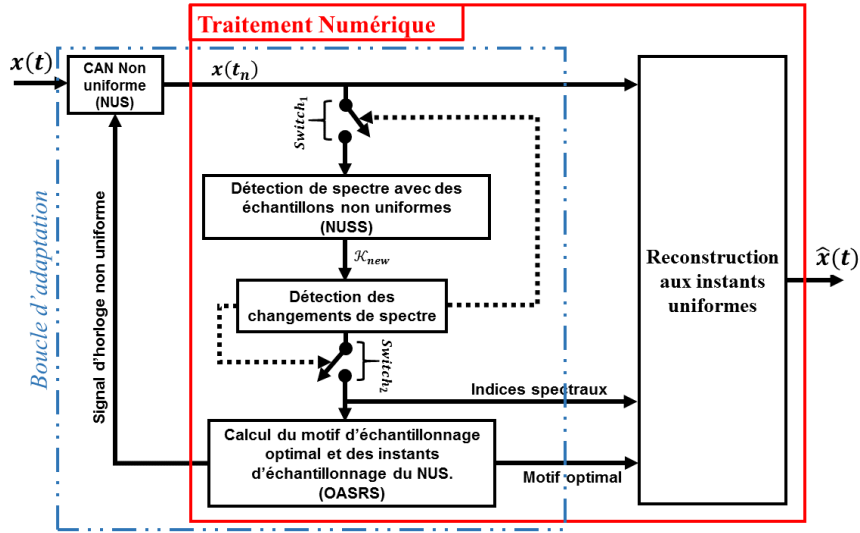 Traitement Numérique
x(t)
CAN Non
uniforme
(NUS)
x(t_n)
Switch₁
Détection de spectre avec des
échantillons non uniformes
(NUSS)
𝒦_new
Détection des
changements de spectre
Switch₂
Indices spectraux
Calcul du motif d'échantillonnage
optimal et des instants
d'échantillonnage du NUS.
(OASRS)
Motif optimal
Signal d'horloge non uniforme
Boucle d'adaptation
Reconstruction
aux instants
uniformes
x̂(t)